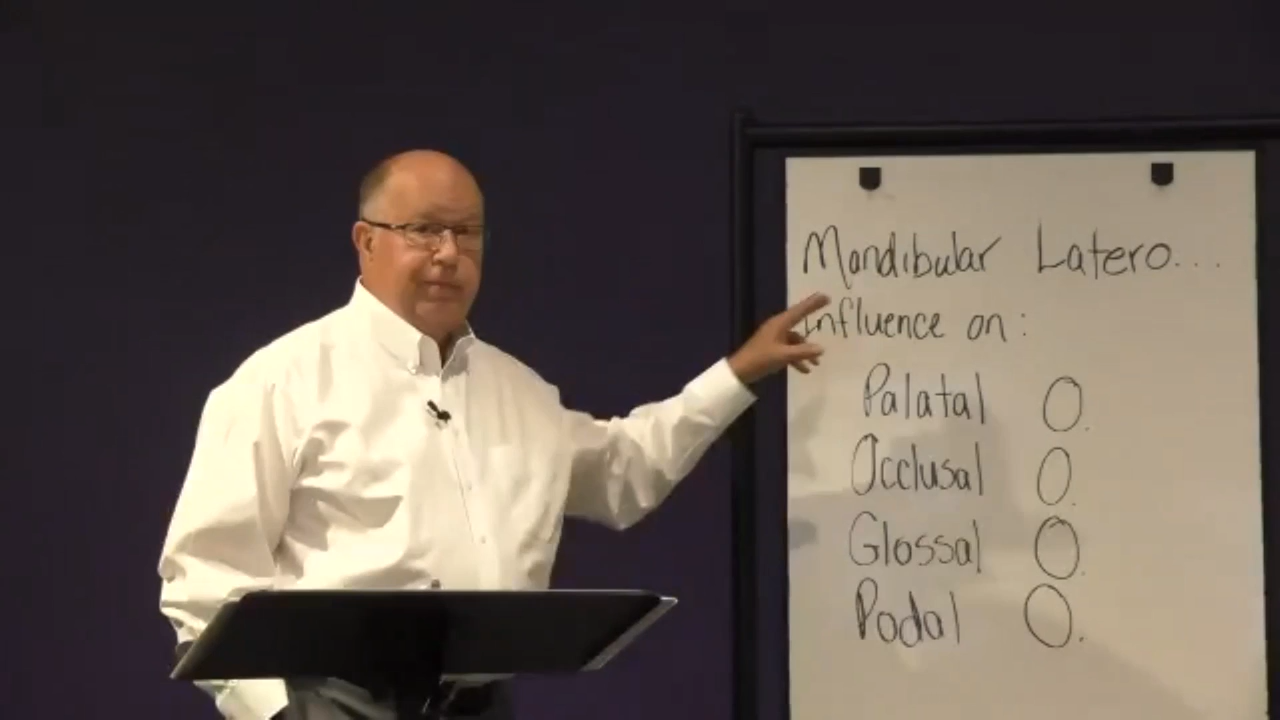 Mandibular Latero...
Influence on:
Palatal O.
Occlusal O.
Glossal O.
Podal O.